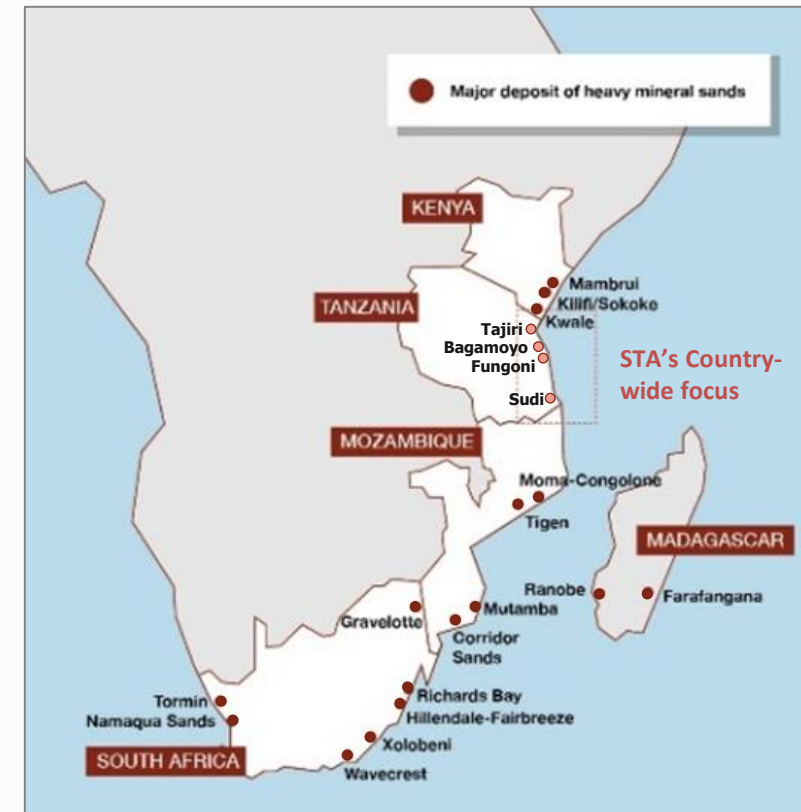 Major deposit of heavy mineral sands
KENYA
Mambrui
Kilifi/Sokoke
TANZANIA
Kwale
Tajiri
Bagamoyo
Fungoni
STA's Country-
wide focus
Sudi
MOZAMBIQUE
Moma-Congolone
Tigen
MADAGASCAR
Ranobe
Farafangana
Mutamba
Gravelotte
Corridor
Sands
Richards Bay
Tormin
Hillendale-Fairbreeze
Namaqua Sands
Xolobeni
SOUTH AFRICA
Wavecrest